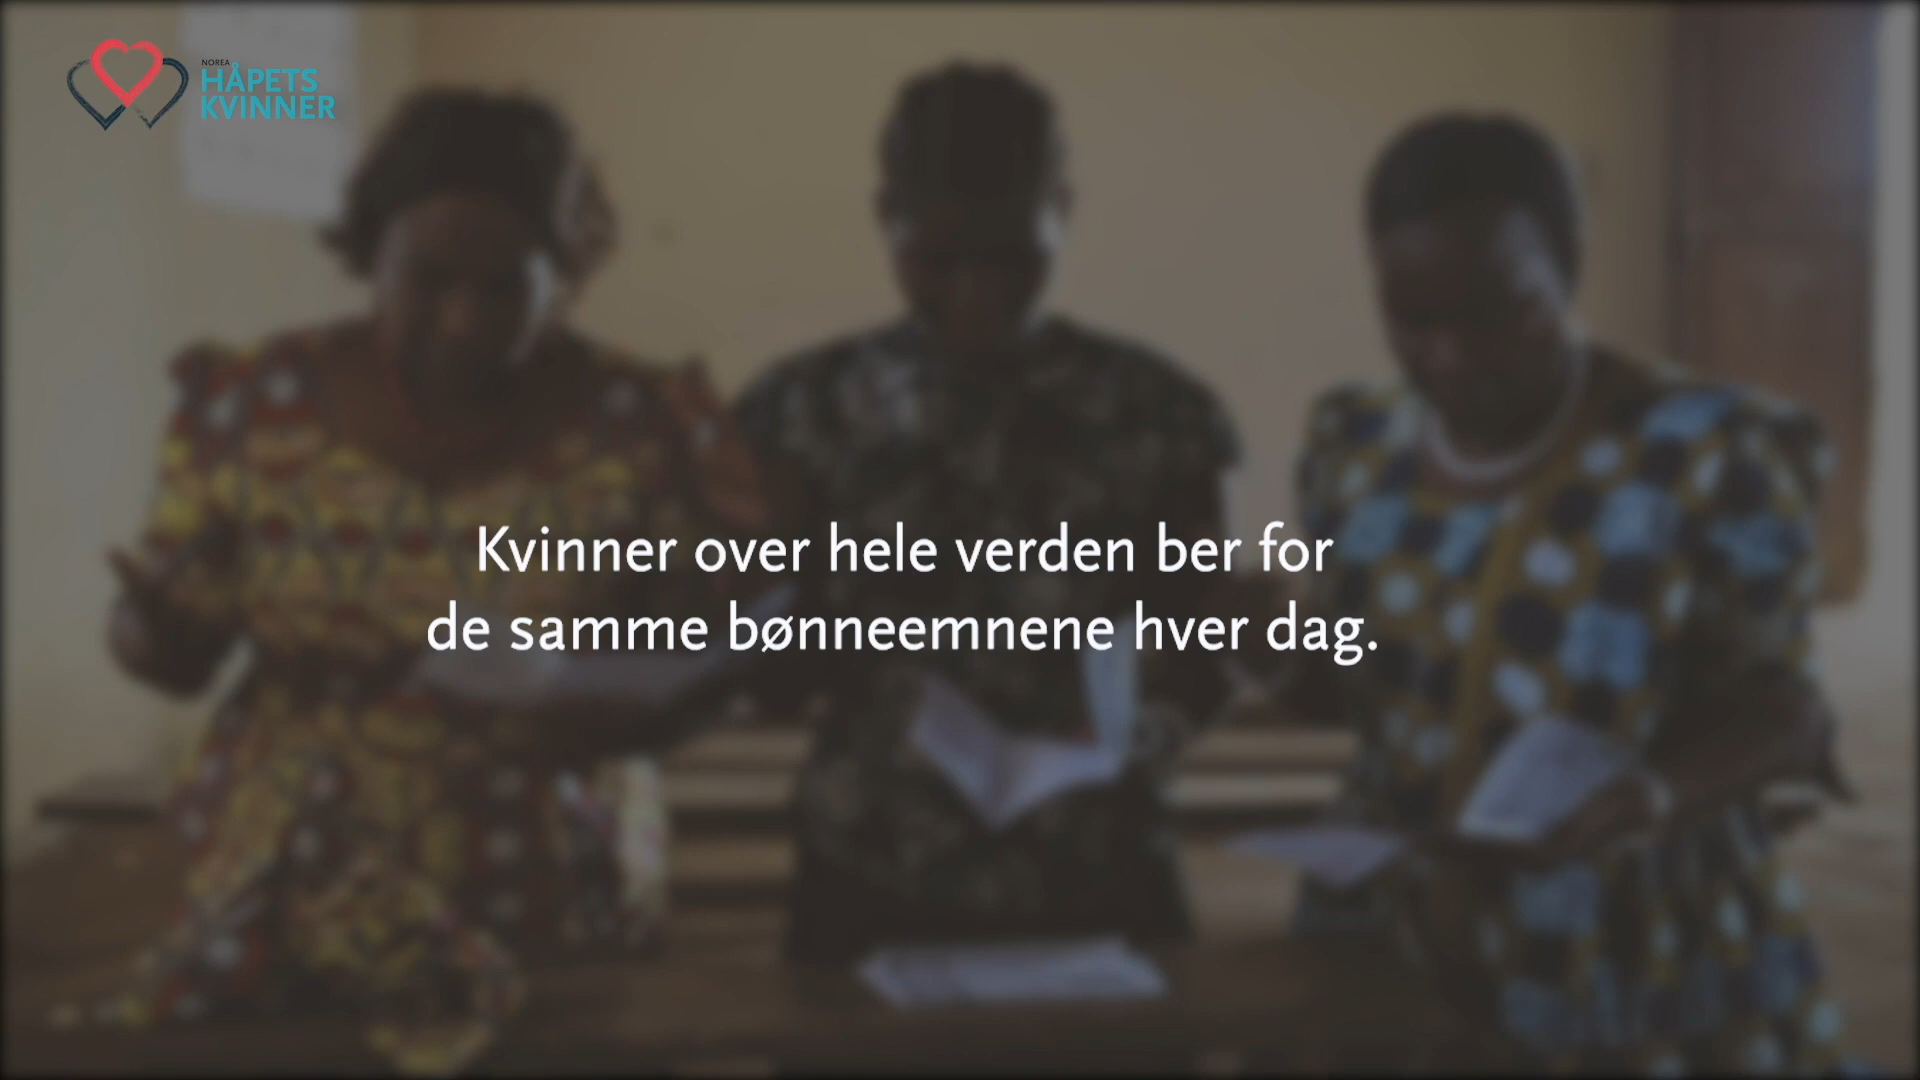 NOREA
HÅPETS
KVINNER
Kvinner over hele verden ber for
de samme bønneemnene hver dag.